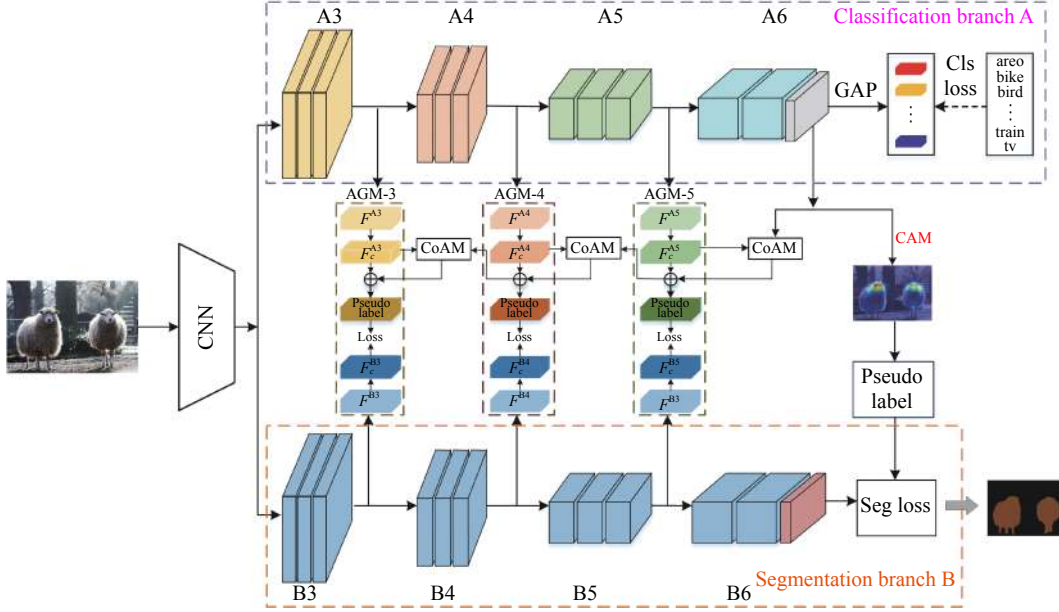 A3
A4
A5
A6
Classification branch A
GAP
Cls
loss
areo
bike
bird
⋮
⋮
train
tv
AGM-3
AGM-4
AGM-5
F^A3
F^A4
F^A5
F_c^A3
CoAM
F_c^A4
CoAM
F_c^A5
CoAM
CAM
Pseudo
label
Pseudo
label
Pseudo
label
Loss
Loss
Loss
F_c^B3
F_c^B4
F_c^B5
F^B3
F^B4
F^B3
CNN
Pseudo
label
Seg loss
B3
B4
B5
B6
Segmentation branch B